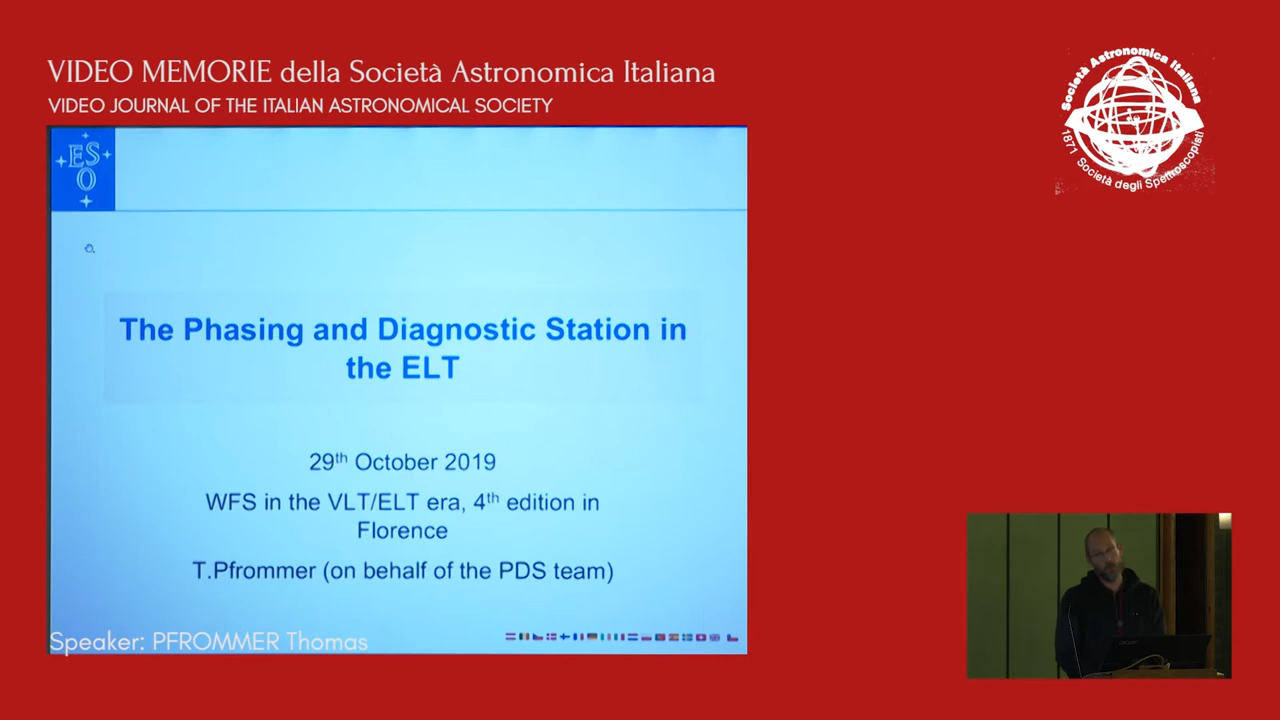 VIDEO MEMORIE della Società Astronomica Italiana
VIDEO JOURNAL OF THE ITALIAN ASTRONOMICAL SOCIETY
Società Astronomica Italiana
1871 Società degli Spettroscopisti
ES
O
The Phasing and Diagnostic Station in
the ELT
29th October 2019
WFS in the VLT/ELT era, 4th edition in
Florence
T.Pfrommer (on behalf of the PDS team)
Speaker: PFROMMER Thomas